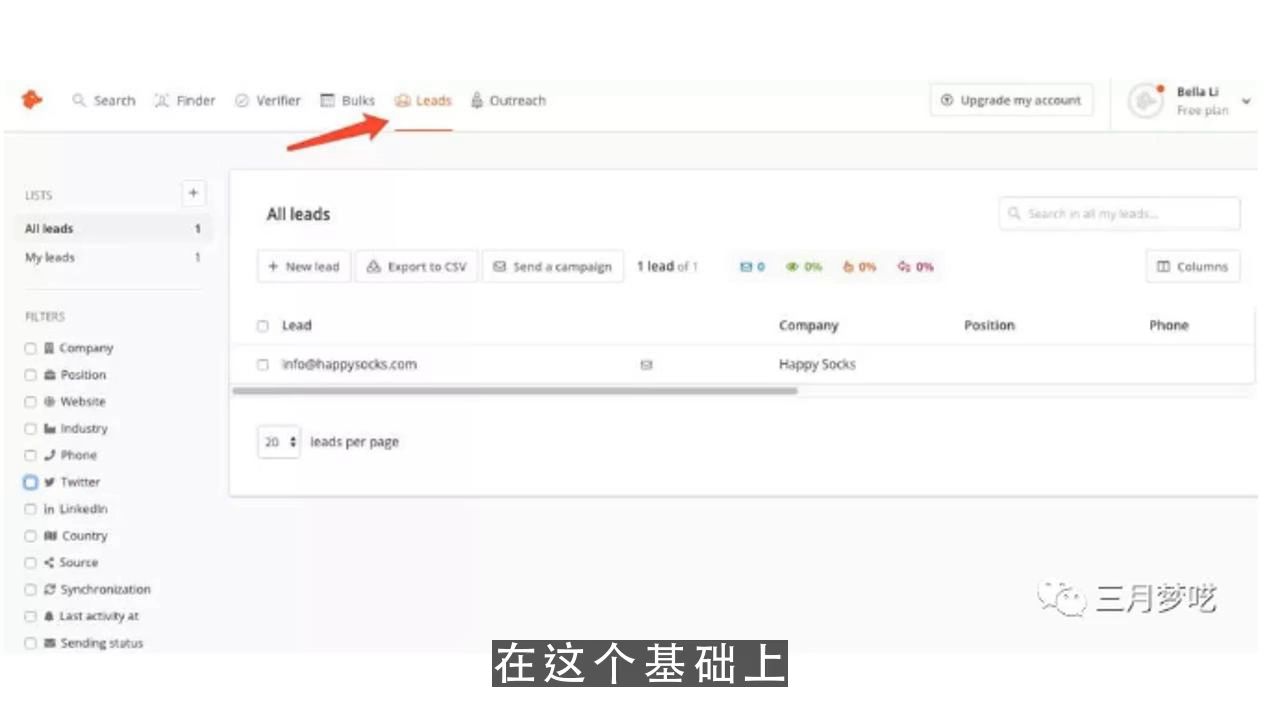 Search Finder Verifier Bulks Leads Outreach Upgrade my account Bella Li
Free plan
LISTS +
All leads 1
My leads 1
FILTERS
Company
Position
Website
Industry
Phone
Twitter
in LinkedIn
Country
Source
Synchronization
Last activity at
Sending status
All leads Search in all my leads...
+ New lead Export to CSV Send a campaign 1 lead of 1 0 0% 0% 0% Columns
Lead Company Position Phone
info@happysocks.com Happy Socks
20 leads per page
三月梦呓
在这个基础上